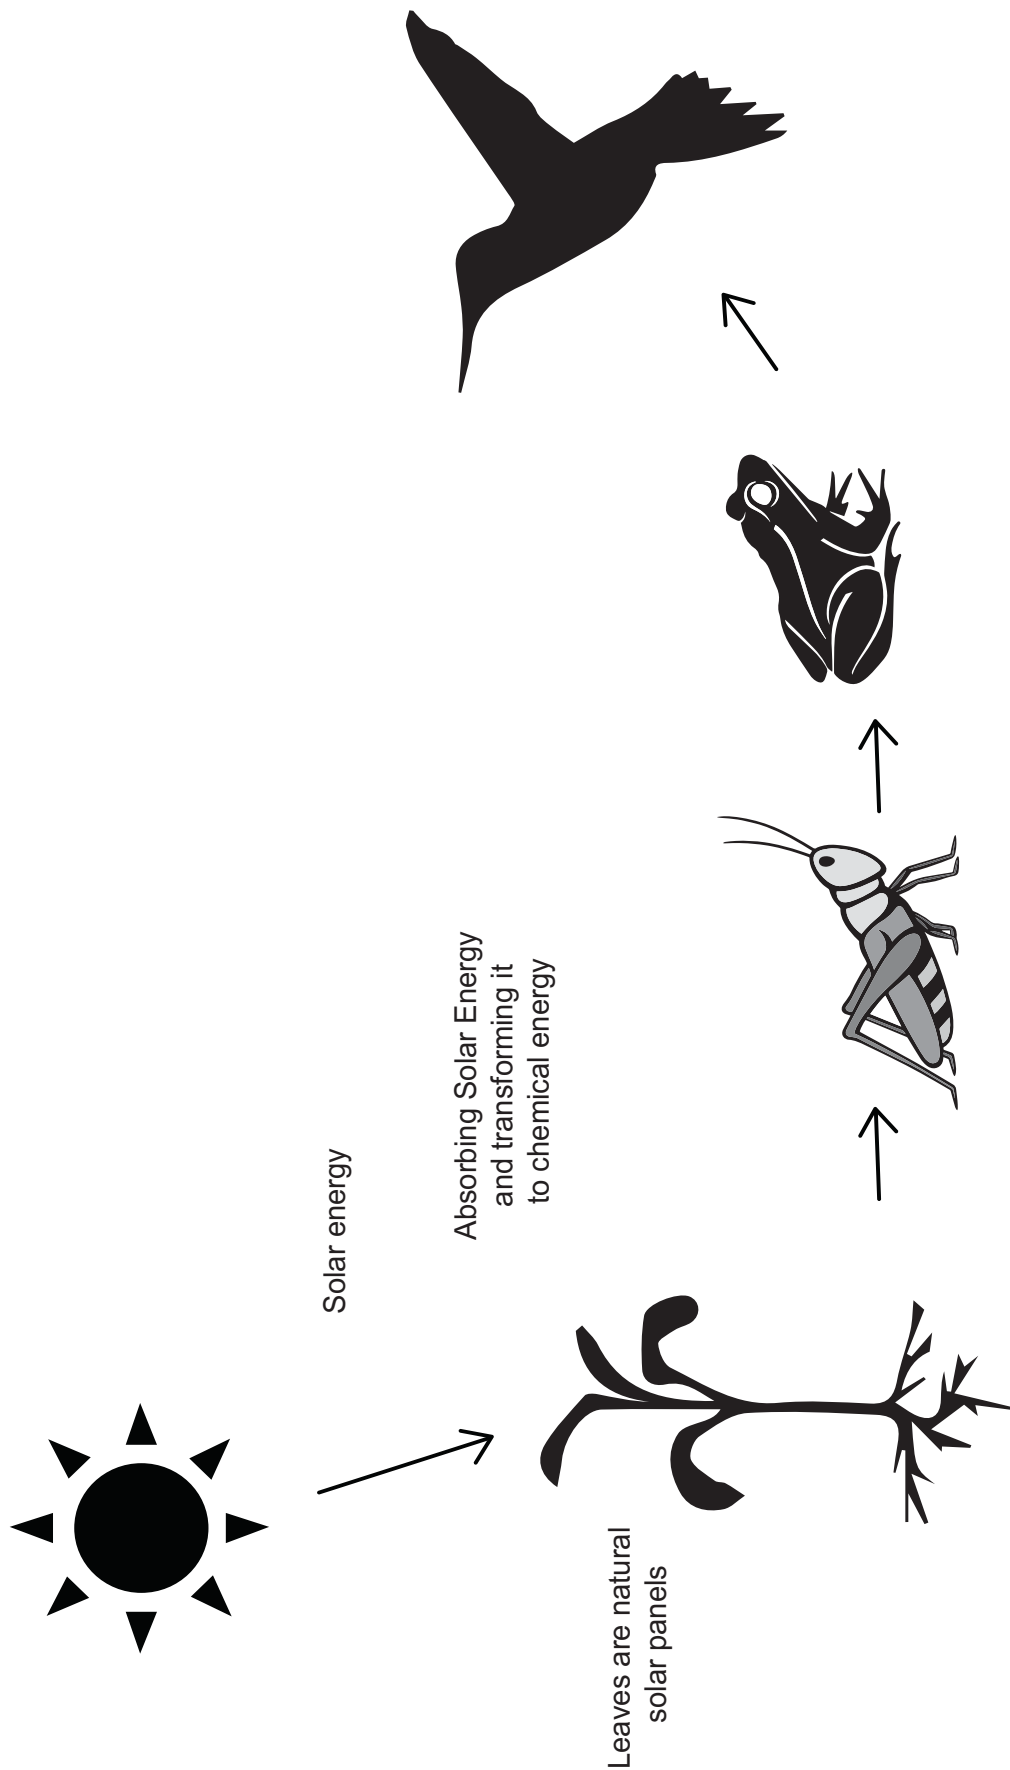 Solar energy
Absorbing Solar Energy
and transforming it
to chemical energy
Leaves are natural
solar panels